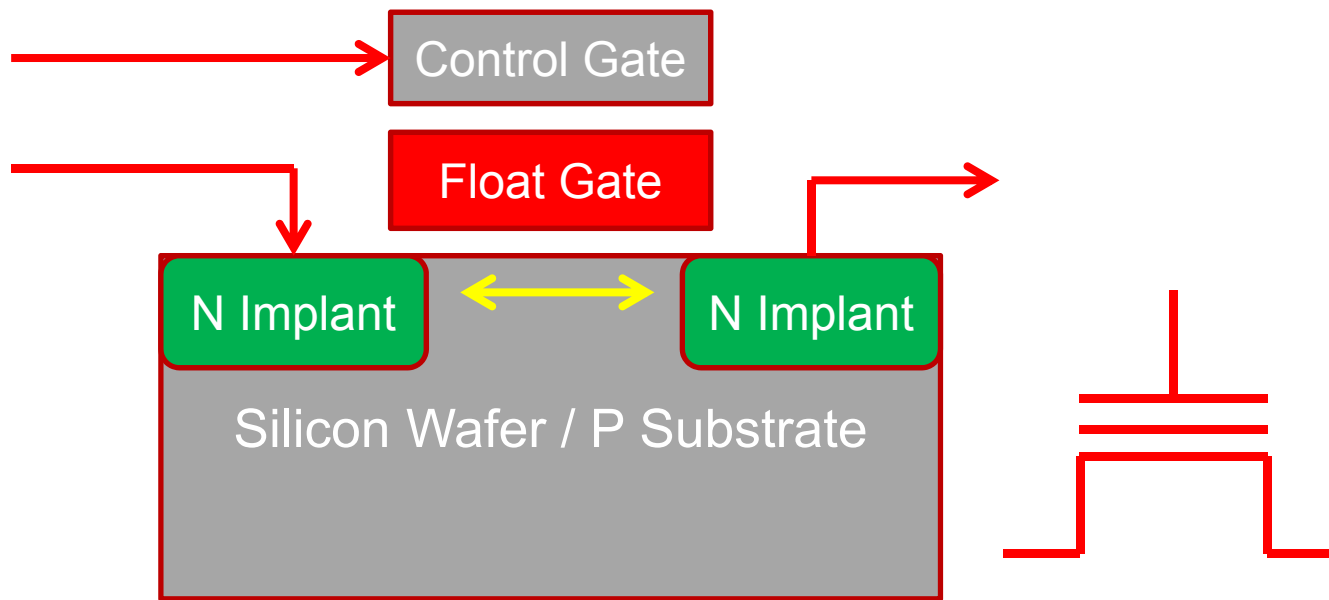 Control Gate
Float Gate
N Implant
N Implant
Silicon Wafer / P Substrate